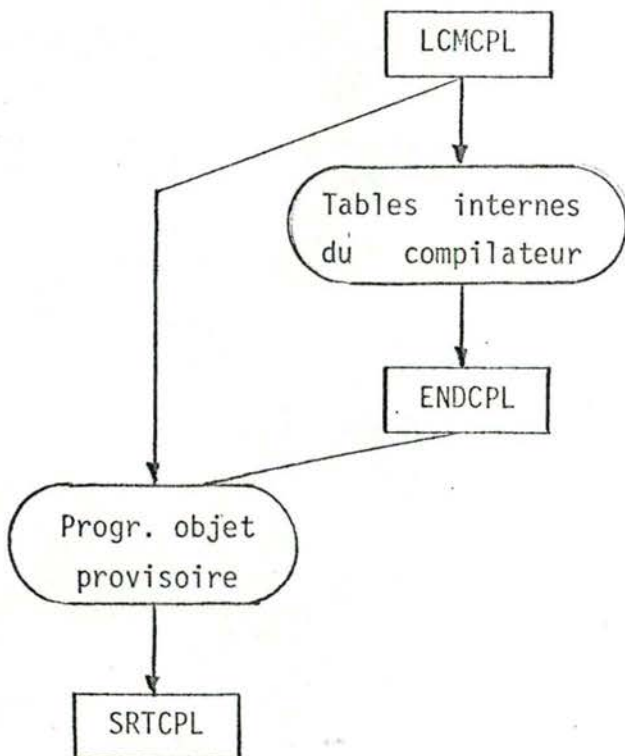 LCMCPL
Tables internes
du compilateur
ENDCPL
Progr. objet
provisoire
SRTCPL